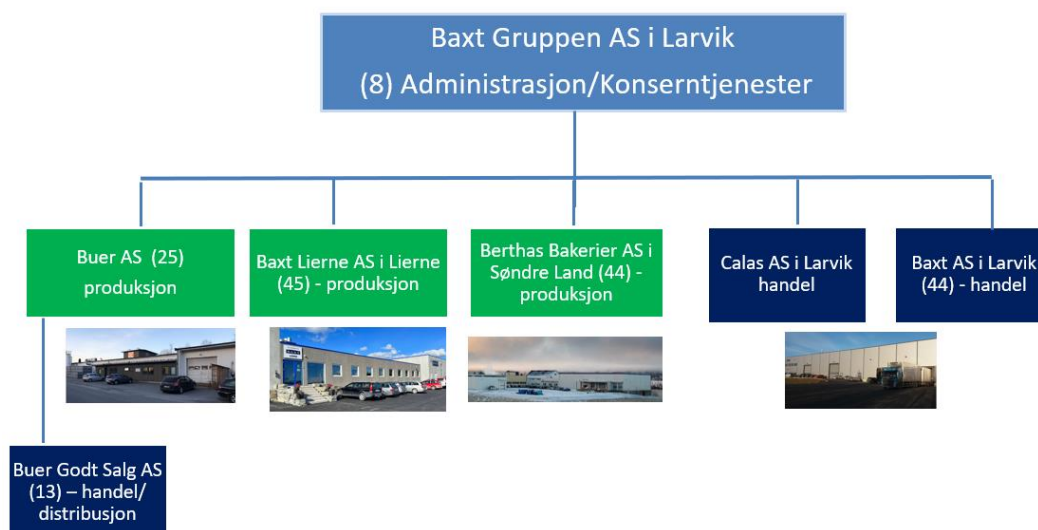 Baxt Gruppen AS i Larvik
(8) Administrasjon/Konserntjenester
Buer AS (25)
produksjon
Baxt Lierne AS i Lierne
(45) - produksjon
Berthas Bakerier AS i
Søndre Land (44) -
produksjon
Calas AS i Larvik
handel
Baxt AS i Larvik
(44) - handel
Buer Godt Salg AS
(13) – handel/
distribusjon